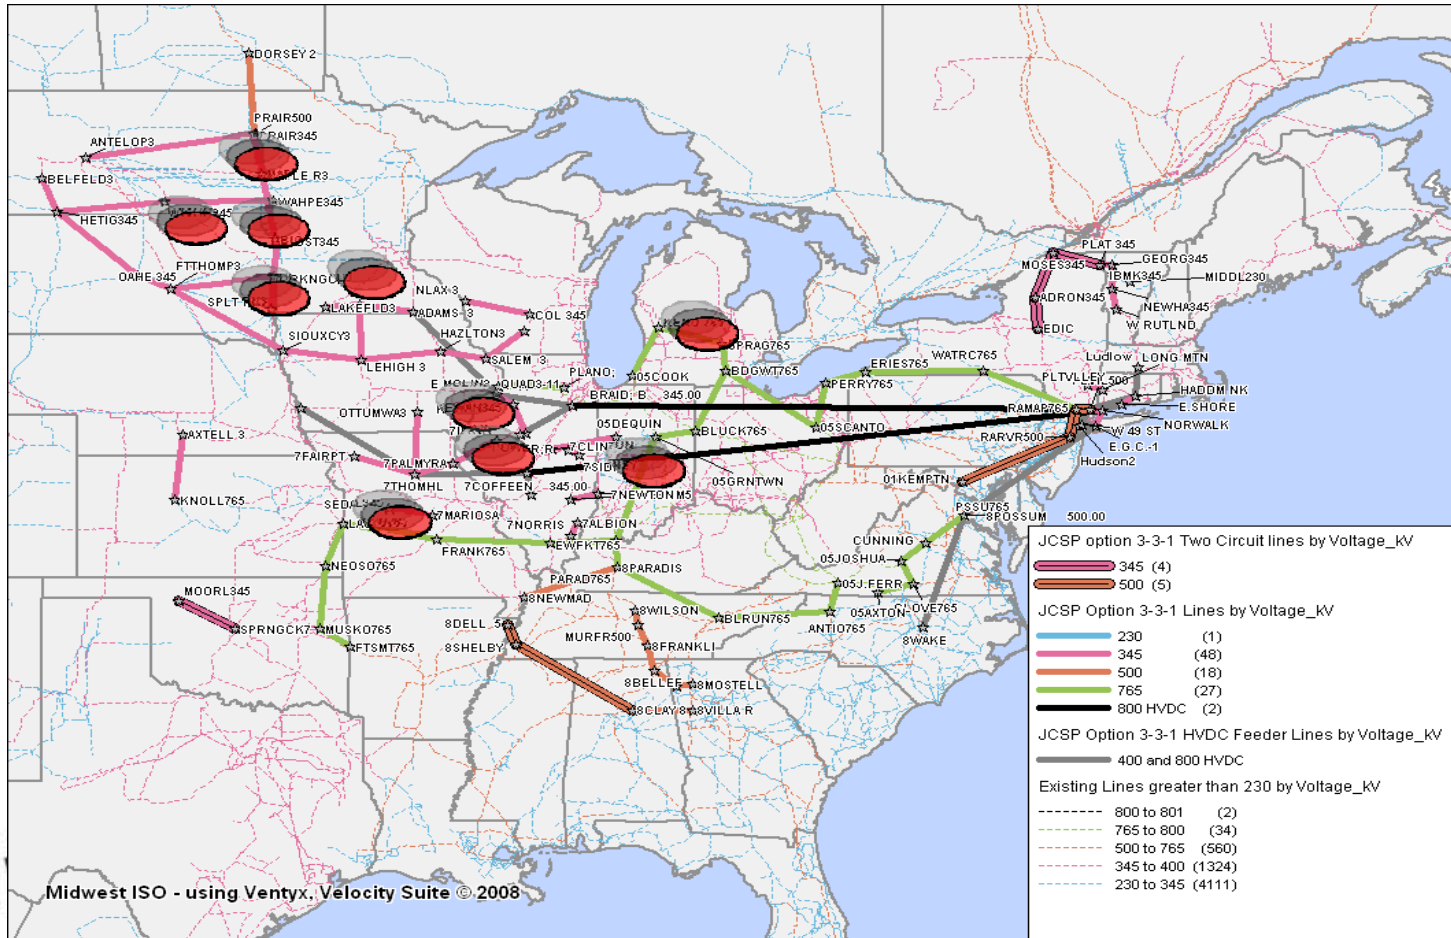 DORSEY 2
PRAIR500
PRAIR345
ANTELOP3
BELFELD3
WAHPE345
HETIG345
FTTHOMP3
OAHE 345
NLAX-3
LAKEFLD3
ADAMS- 3
COL 345
HAZLTON3
SIOUXCY3
SALEM 3
LEHIGH 3
QUAD3-11
PLANO;
05COOK
SPRAG765
BDGWT765
PERRY765
ERIES765
WATRC765
PLAT 345
MOSES345
GEORG345
IBMK345
MIDDL230
ADRON345
NEWHA345
W RUTLND
EDIC
Ludlow
LONG MTN
PLTVLLEY
HADDM NK
E.SHORE
RAMAP765
NORWALK
W 49 ST
RARVR500
E.G.C.-1
Hudson2
BRAID; B
345.00
OTTUMWA3
05DEQUIN
05SCANTO
BLUCK765
AXTELL 3
7FAIRPT
7PALMYRA
7THOMHL
7COFFEEN
345.00
05GRNTWN
01KEMPTN
KNOLL765
7NEWTON
M5
PSSU765
8POSSUM
500.00
7MARIOSA
7NORRIS
7ALBION
CUNNING
FRANK765
EWFKT765
05JOSHUA
NEOSO765
8PARADIS
PARAD765
05J.FERR
MOORL345
8NEWMAD
8WILSON
05AXTON
BLRUN765
ANTIO765
8WAKE
SPRNGCK7
MUSKO765
8DELL 5
MURFR500
FTSMT765
8SHELBY
8FRANKLI
8MOSTELL
8CLAY 8
8VILLA R
JCSP option 3-3-1 Two Circuit lines by Voltage_kV
345 (4)
500 (5)
JCSP Option 3-3-1 Lines by Voltage_kV
230 (1)
345 (48)
500 (18)
765 (27)
800 HVDC (2)
JCSP Option 3-3-1 HVDC Feeder Lines by Voltage_kV
400 and 800 HVDC
Existing Lines greater than 230 by Voltage_kV
800 to 801 (2)
765 to 800 (34)
500 to 765 (560)
345 to 400 (1324)
230 to 345 (4111)
Midwest ISO - using Ventyx, Velocity Suite © 2008